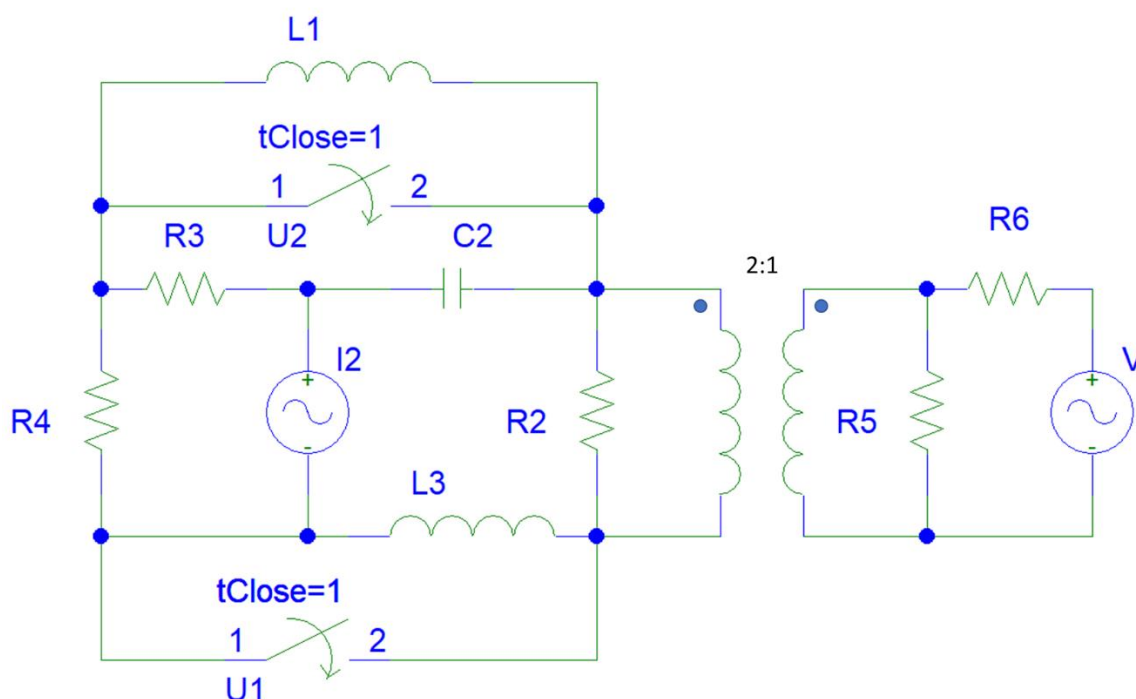 L1
tClose=1
1
2
U2
R3
C2
R6
2:1
I2
+
-
R4
R2
R5
V
+
-
L3
tClose=1
1
2
U1